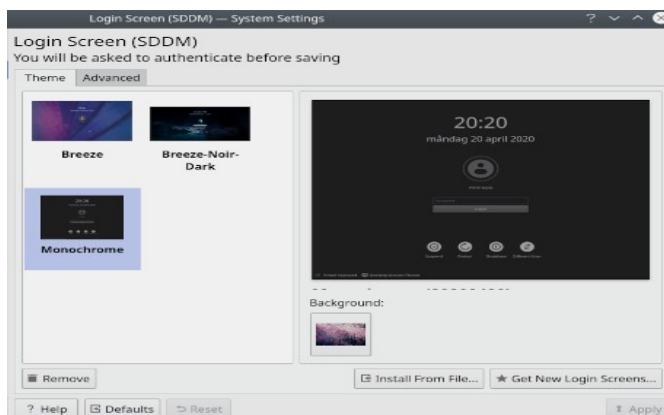 Login Screen (SDDM) — System Settings
Login Screen (SDDM)
You will be asked to authenticate before saving
Theme
Advanced
Breeze
Breeze-Noir-
Dark
Monochrome
20:20
måndag 20 april 2020
Background:
Remove
Install From File...
Get New Login Screens...
? Help
Defaults
Reset
Apply